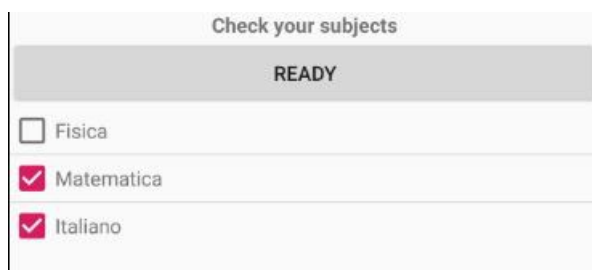 Check your subjects
READY
Fisica
Matematica
Italiano